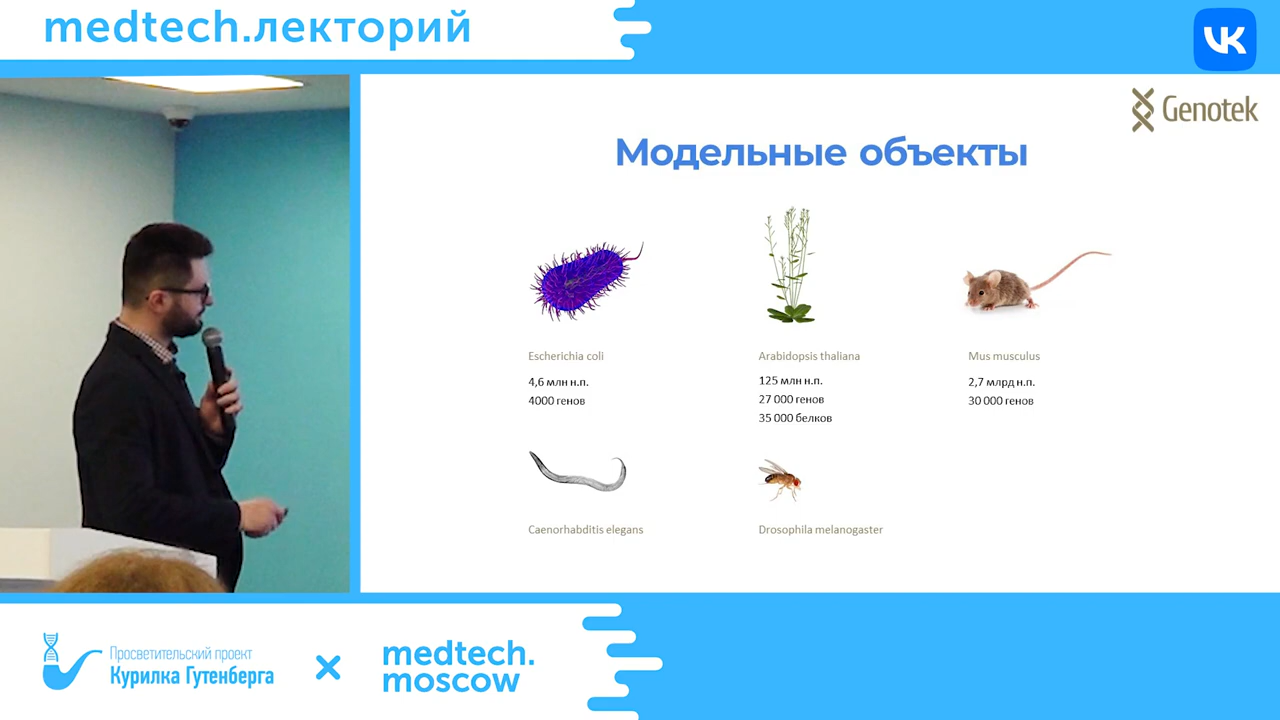 medtech.лекторий
VK
Genotek
Модельные объекты
Escherichia coli
4,6 млн н.п.
4000 генов
Arabidopsis thaliana
125 млн н.п.
27 000 генов
35 000 белков
Mus musculus
2,7 млрд н.п.
30 000 генов
Caenorhabditis elegans
Drosophila melanogaster
Просветительский проект
Курилка Гутенберга
medtech.
moscow